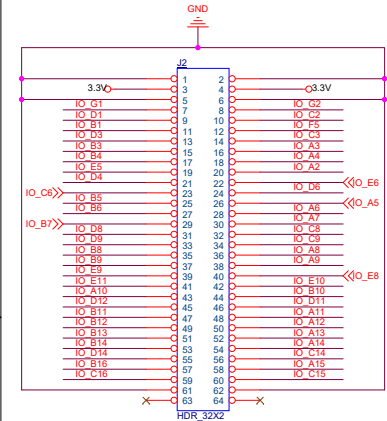 GND
J2
1 2
3.3V 3 4 3.3V
5 6
IO_G1 7 8 IO_G2
IO_D1 9 10 IO_C2
IO_B1 11 12 IO_F5
IO_D3 13 14 IO_C3
IO_B3 15 16 IO_A3
IO_B4 17 18 IO_A4
IO_E5 19 20 IO_A2
IO_D4 21 22 IO_E6
IO_C6 23 24 IO_D6
IO_B5 25 26 IO_A5
IO_B6 27 28 IO_A6
IO_B7 29 30 IO_A7
IO_D8 31 32 IO_C8
IO_D9 33 34 IO_C9
IO_B8 35 36 IO_A8
IO_B9 37 38 IO_A9
IO_E9 39 40 IO_E8
IO_E11 41 42 IO_E10
IO_A10 43 44 IO_B10
IO_D12 45 46 IO_D11
IO_B11 47 48 IO_A11
IO_B12 49 50 IO_A12
IO_B13 51 52 IO_A13
IO_B14 53 54 IO_A14
IO_D14 55 56 IO_C14
IO_B16 57 58 IO_A15
IO_C16 59 60 IO_C15
61 62
63 64
HDR_32X2